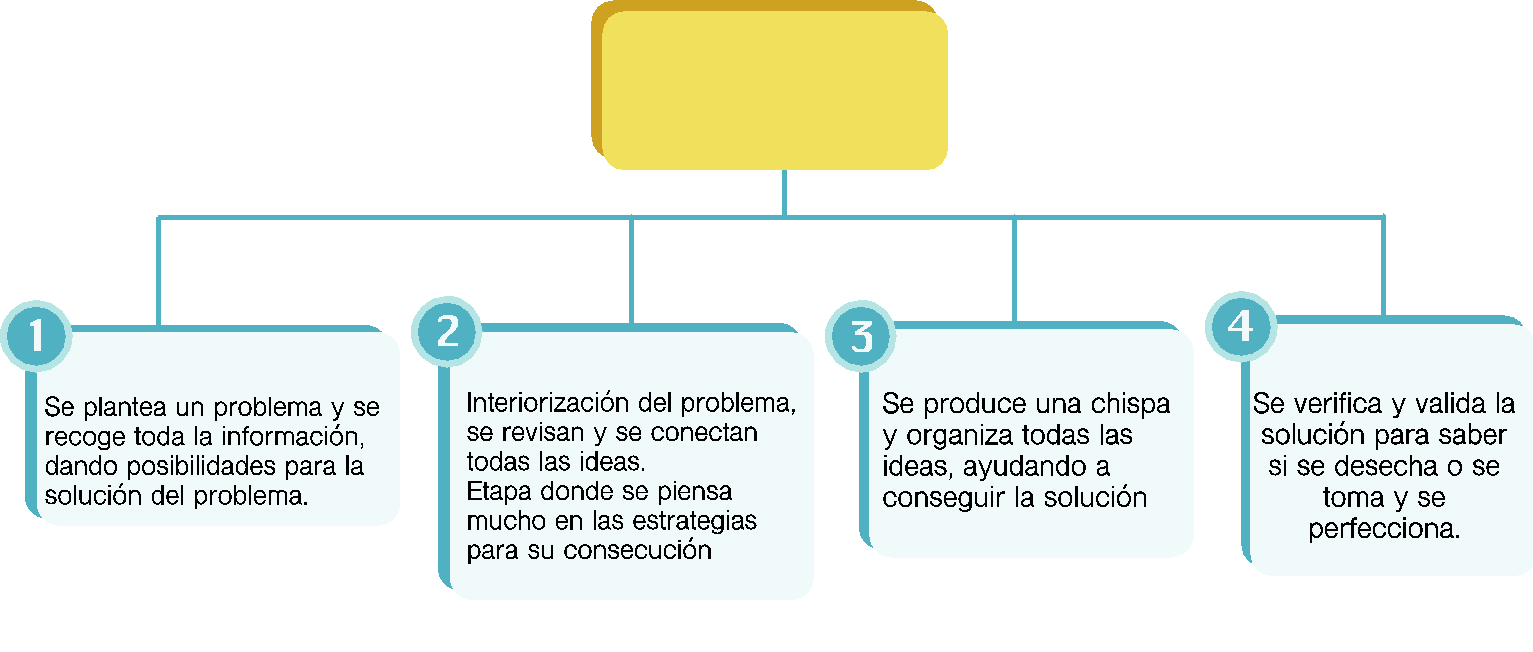 1
Se plantea un problema y se
recoge toda la información,
dando posibilidades para la
solución del problema.
2
Interiorización del problema,
se revisan y se conectan
todas las ideas.
Etapa donde se piensa
mucho en las estrategias
para su consecución
3
Se produce una chispa
y organiza todas las
ideas, ayudando a
conseguir la solución
4
Se verifica y valida la
solución para saber
si se desecha o se
toma y se
perfecciona.